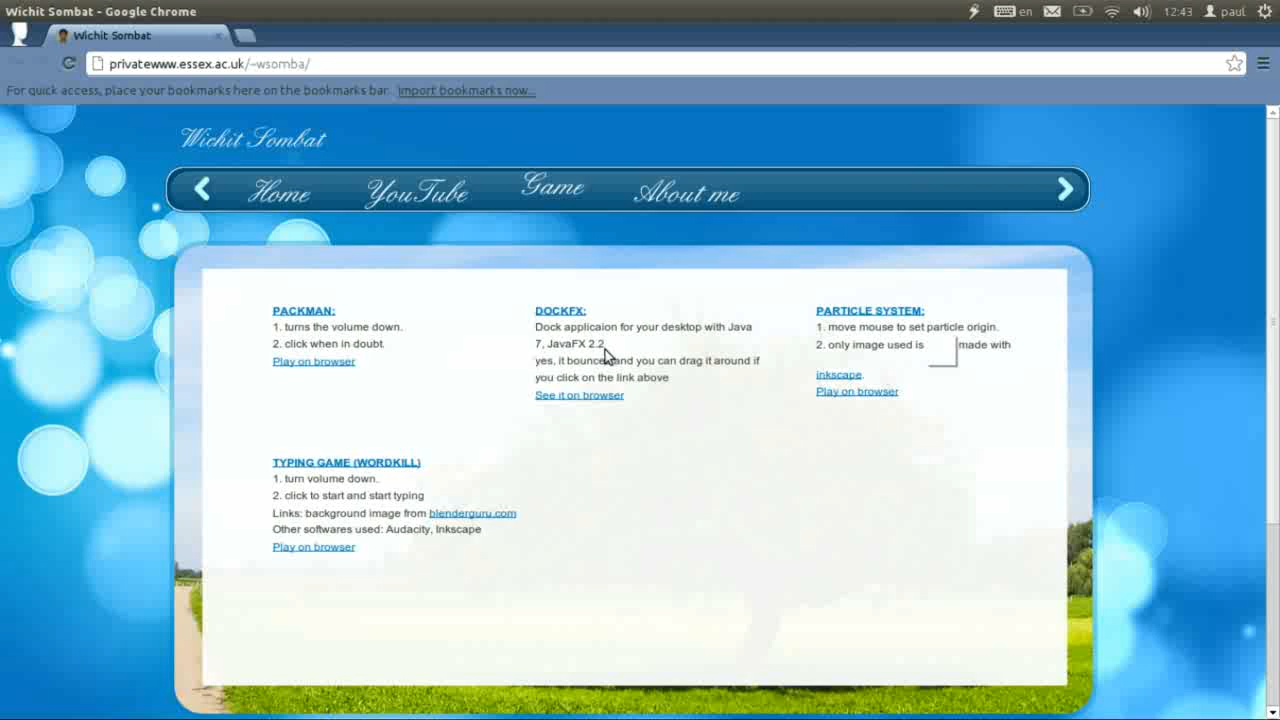 Wichit Sombat - Google Chrome
en
12:43
paul
Wichit Sombat
privatewww.essex.ac.uk/~wsomba/
For quick access, place your bookmarks here on the bookmarks bar. Import bookmarks now...
Wichit Sombat
Home
YouTube
Game
About me
PACKMAN:
1. turns the volume down.
2. click when in doubt.
Play on browser
DOCKFX:
Dock applicaion for your desktop with Java
7, JavaFX 2.2
yes, it bounces and you can drag it around if
you click on the link above
See it on browser
PARTICLE SYSTEM:
1. move mouse to set particle origin.
2. only image used is made with
inkscape.
Play on browser
TYPING GAME (WORDKILL)
1. turn volume down.
2. click to start and start typing
Links: background image from blenderguru.com
Other softwares used: Audacity, Inkscape
Play on browser